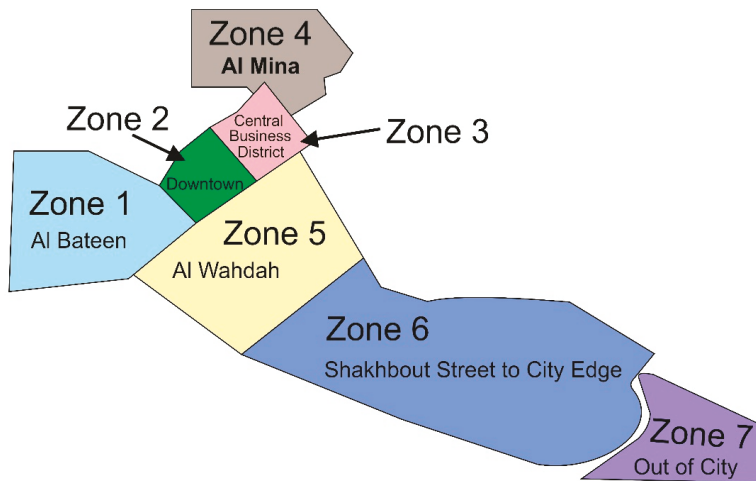 Zone 4
Al Mina
Zone 2
Central
Business
District
Zone 3
Downtown
Zone 1
Al Bateen
Zone 5
Al Wahdah
Zone 6
Shakhbout Street to City Edge
Zone 7
Out of City